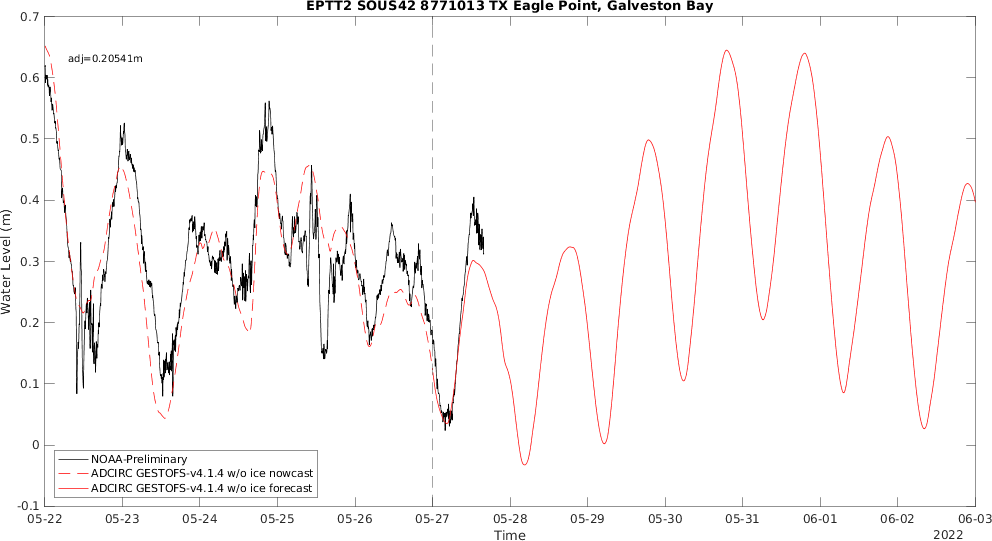 EPTT2 SOUS42 8771013 TX Eagle Point, Galveston Bay
0.7
adj=0.20541m
0.6
0.5
0.4
0.3
0.2
0.1
0
-0.1
Water Level (m)
NOAA-Preliminary
ADCIRC GESTOFS-v4.1.4 w/o ice nowcast
ADCIRC GESTOFS-v4.1.4 w/o ice forecast
05-22 05-23 05-24 05-25 05-26 05-27 05-28 05-29 05-30 05-31 06-01 06-02 06-03
Time
2022